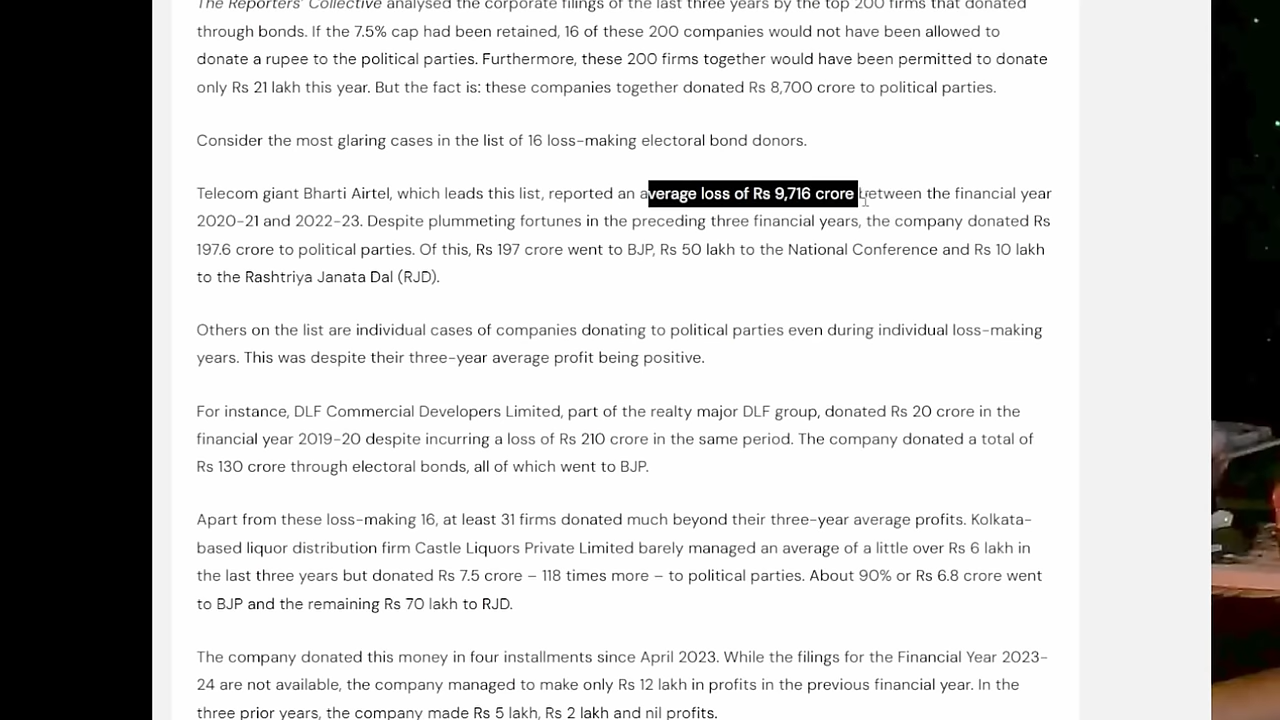 The Reporters' Collective analysed the corporate filings of the last three years by the top 200 firms that donated
through bonds. If the 7.5% cap had been retained, 16 of these 200 companies would not have been allowed to
donate a rupee to the political parties. Furthermore, these 200 firms together would have been permitted to donate
only Rs 21 lakh this year. But the fact is: these companies together donated Rs 8,700 crore to political parties.
Consider the most glaring cases in the list of 16 loss-making electoral bond donors.
Telecom giant Bharti Airtel, which leads this list, reported an average loss of Rs 9,716 crore between the financial year
2020-21 and 2022-23. Despite plummeting fortunes in the preceding three financial years, the company donated Rs
197.6 crore to political parties. Of this, Rs 197 crore went to BJP, Rs 50 lakh to the National Conference and Rs 10 lakh
to the Rashtriya Janata Dal (RJD).
Others on the list are individual cases of companies donating to political parties even during individual loss-making
years. This was despite their three-year average profit being positive.
For instance, DLF Commercial Developers Limited, part of the realty major DLF group, donated Rs 20 crore in the
financial year 2019-20 despite incurring a loss of Rs 210 crore in the same period. The company donated a total of
Rs 130 crore through electoral bonds, all of which went to BJP.
Apart from these loss-making 16, at least 31 firms donated much beyond their three-year average profits. Kolkata-
based liquor distribution firm Castle Liquors Private Limited barely managed an average of a little over Rs 6 lakh in
the last three years but donated Rs 7.5 crore – 118 times more – to political parties. About 90% or Rs 6.8 crore went
to BJP and the remaining Rs 70 lakh to RJD.
The company donated this money in four installments since April 2023. While the filings for the Financial Year 2023-
24 are not available, the company managed to make only Rs 12 lakh in profits in the previous financial year. In the
three prior years, the company made Rs 5 lakh, Rs 2 lakh and nil profits.